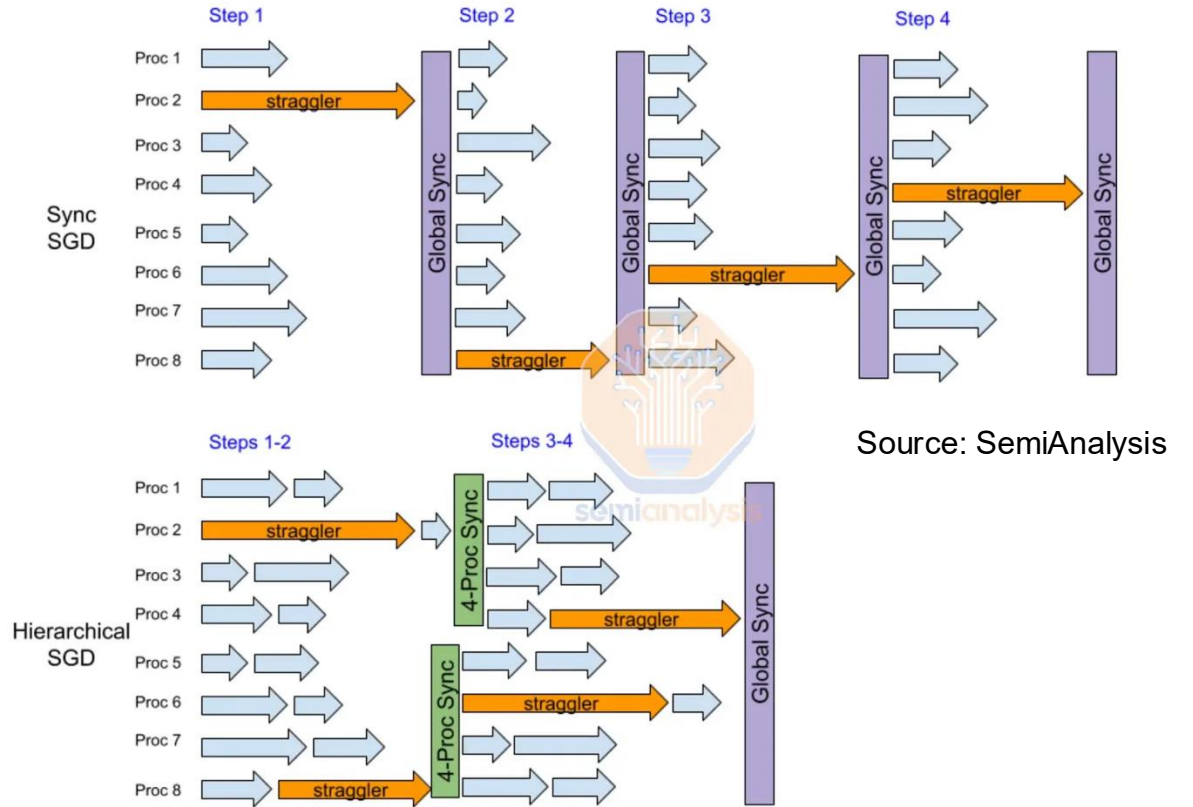 Step 1
Step 2
Step 3
Step 4
Sync
SGD
Proc 1
Proc 2
Proc 3
Proc 4
Proc 5
Proc 6
Proc 7
Proc 8
straggler
Global Sync
straggler
Global Sync
straggler
Global Sync
straggler
Global Sync
Source: SemiAnalysis
semianalysis
Steps 1-2
Steps 3-4
Hierarchical
SGD
Proc 1
Proc 2
Proc 3
Proc 4
Proc 5
Proc 6
Proc 7
Proc 8
straggler
straggler
4-Proc Sync
4-Proc Sync
straggler
straggler
Global Sync